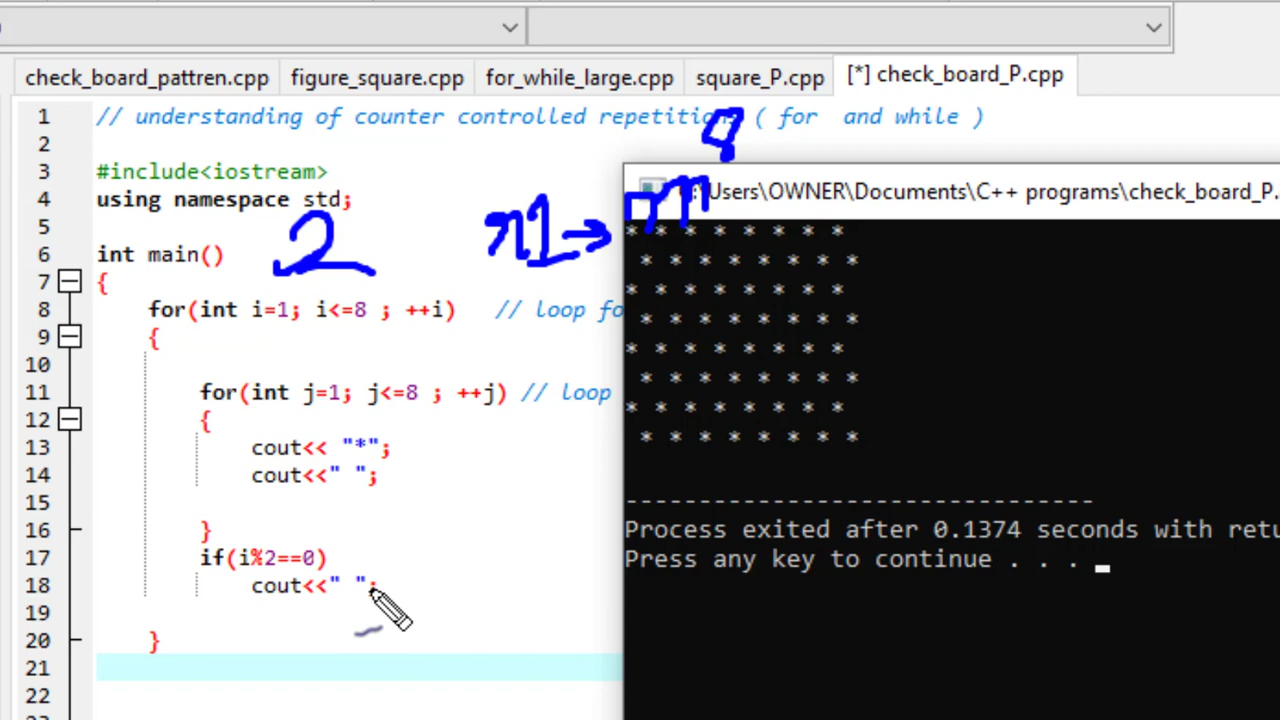 check_board_pattren.cpp figure_square.cpp for_while_large.cpp square_P.cpp [*] check_board_P.cpp
1 // understanding of counter controlled repetitions ( for and while )
2
3 #include<iostream>
4 using namespace std;
5
6 int main()
7 {
8 for(int i=1; i<=8 ; ++i) // loop fo
9 {
10
11 for(int j=1; j<=8 ; ++j) // loop
12 {
13 cout<< "*";
14 cout<<" ";
15
16 }
17 if(i%2==0)
18 cout<<" ";
19
20 }
21
22
2
:\Users\OWNER\Documents\C++ programs\check_board_P.
* * * * * * * *
* * * * * * * *
* * * * * * * *
* * * * * * * *
* * * * * * * *
* * * * * * * *
* * * * * * * *
* * * * * * * *
--------------------------------
Process exited after 0.1374 seconds with retu
Press any key to continue . . .